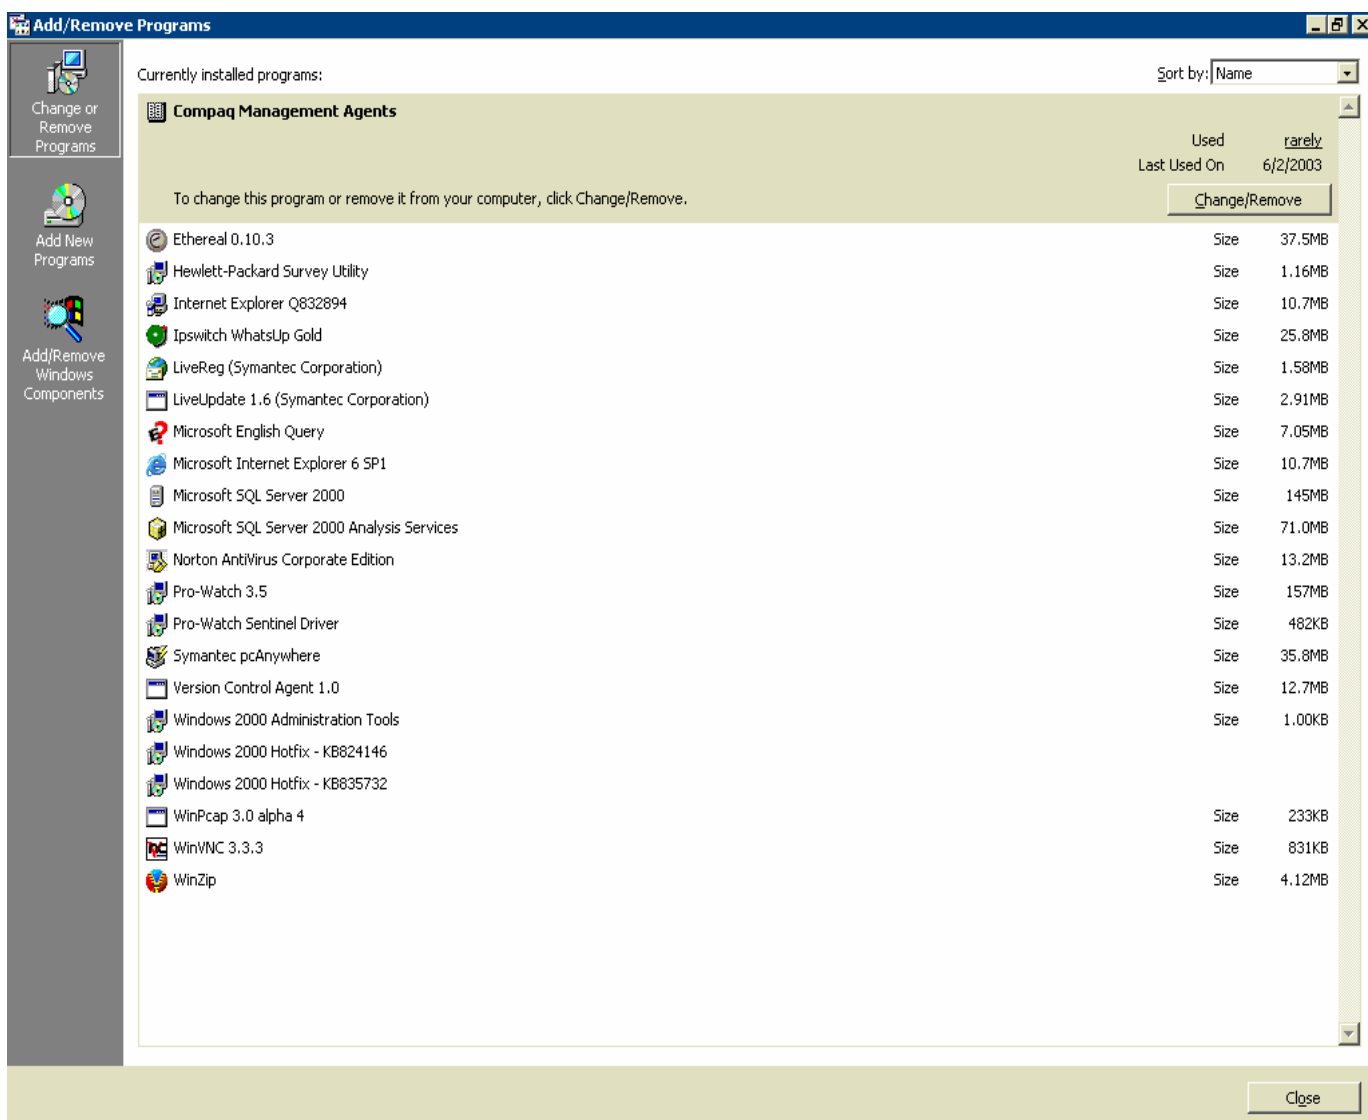 Add/Remove Programs
Change or
Remove
Programs
Add New
Programs
Add/Remove
Windows
Components
Currently installed programs:
Sort by: Name
Compaq Management Agents
Used rarely
Last Used On 6/2/2003
To change this program or remove it from your computer, click Change/Remove.
Change/Remove
Ethereal 0.10.3 Size 37.5MB
Hewlett-Packard Survey Utility Size 1.16MB
Internet Explorer Q832894 Size 10.7MB
Ipswitch WhatsUp Gold Size 25.8MB
LiveReg (Symantec Corporation) Size 1.58MB
LiveUpdate 1.6 (Symantec Corporation) Size 2.91MB
Microsoft English Query Size 7.05MB
Microsoft Internet Explorer 6 SP1 Size 10.7MB
Microsoft SQL Server 2000 Size 145MB
Microsoft SQL Server 2000 Analysis Services Size 71.0MB
Norton AntiVirus Corporate Edition Size 13.2MB
Pro-Watch 3.5 Size 157MB
Pro-Watch Sentinel Driver Size 482KB
Symantec pcAnywhere Size 35.8MB
Version Control Agent 1.0 Size 12.7MB
Windows 2000 Administration Tools Size 1.00KB
Windows 2000 Hotfix - KB824146
Windows 2000 Hotfix - KB835732
WinPcap 3.0 alpha 4 Size 233KB
WinVNC 3.3.3 Size 831KB
WinZip Size 4.12MB
Close